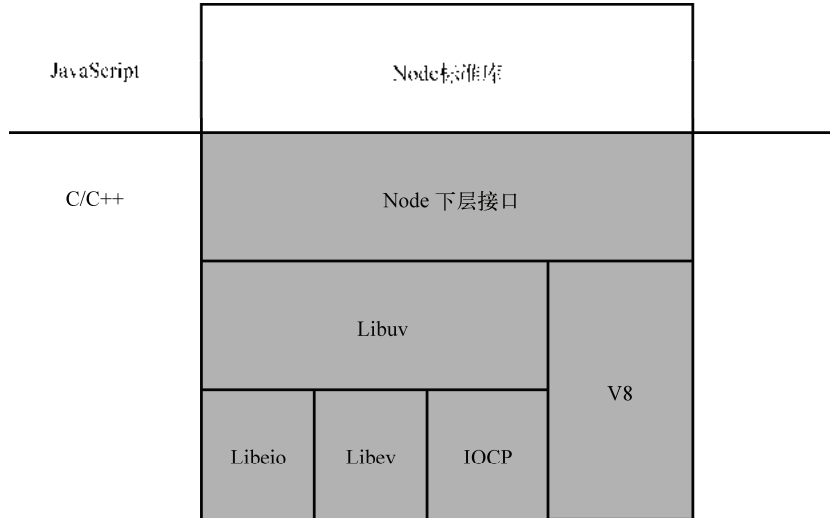 JavaScript
Node标准库
C/C++
Node 下层接口
Libuv
V8
Libeio
Libev
IOCP